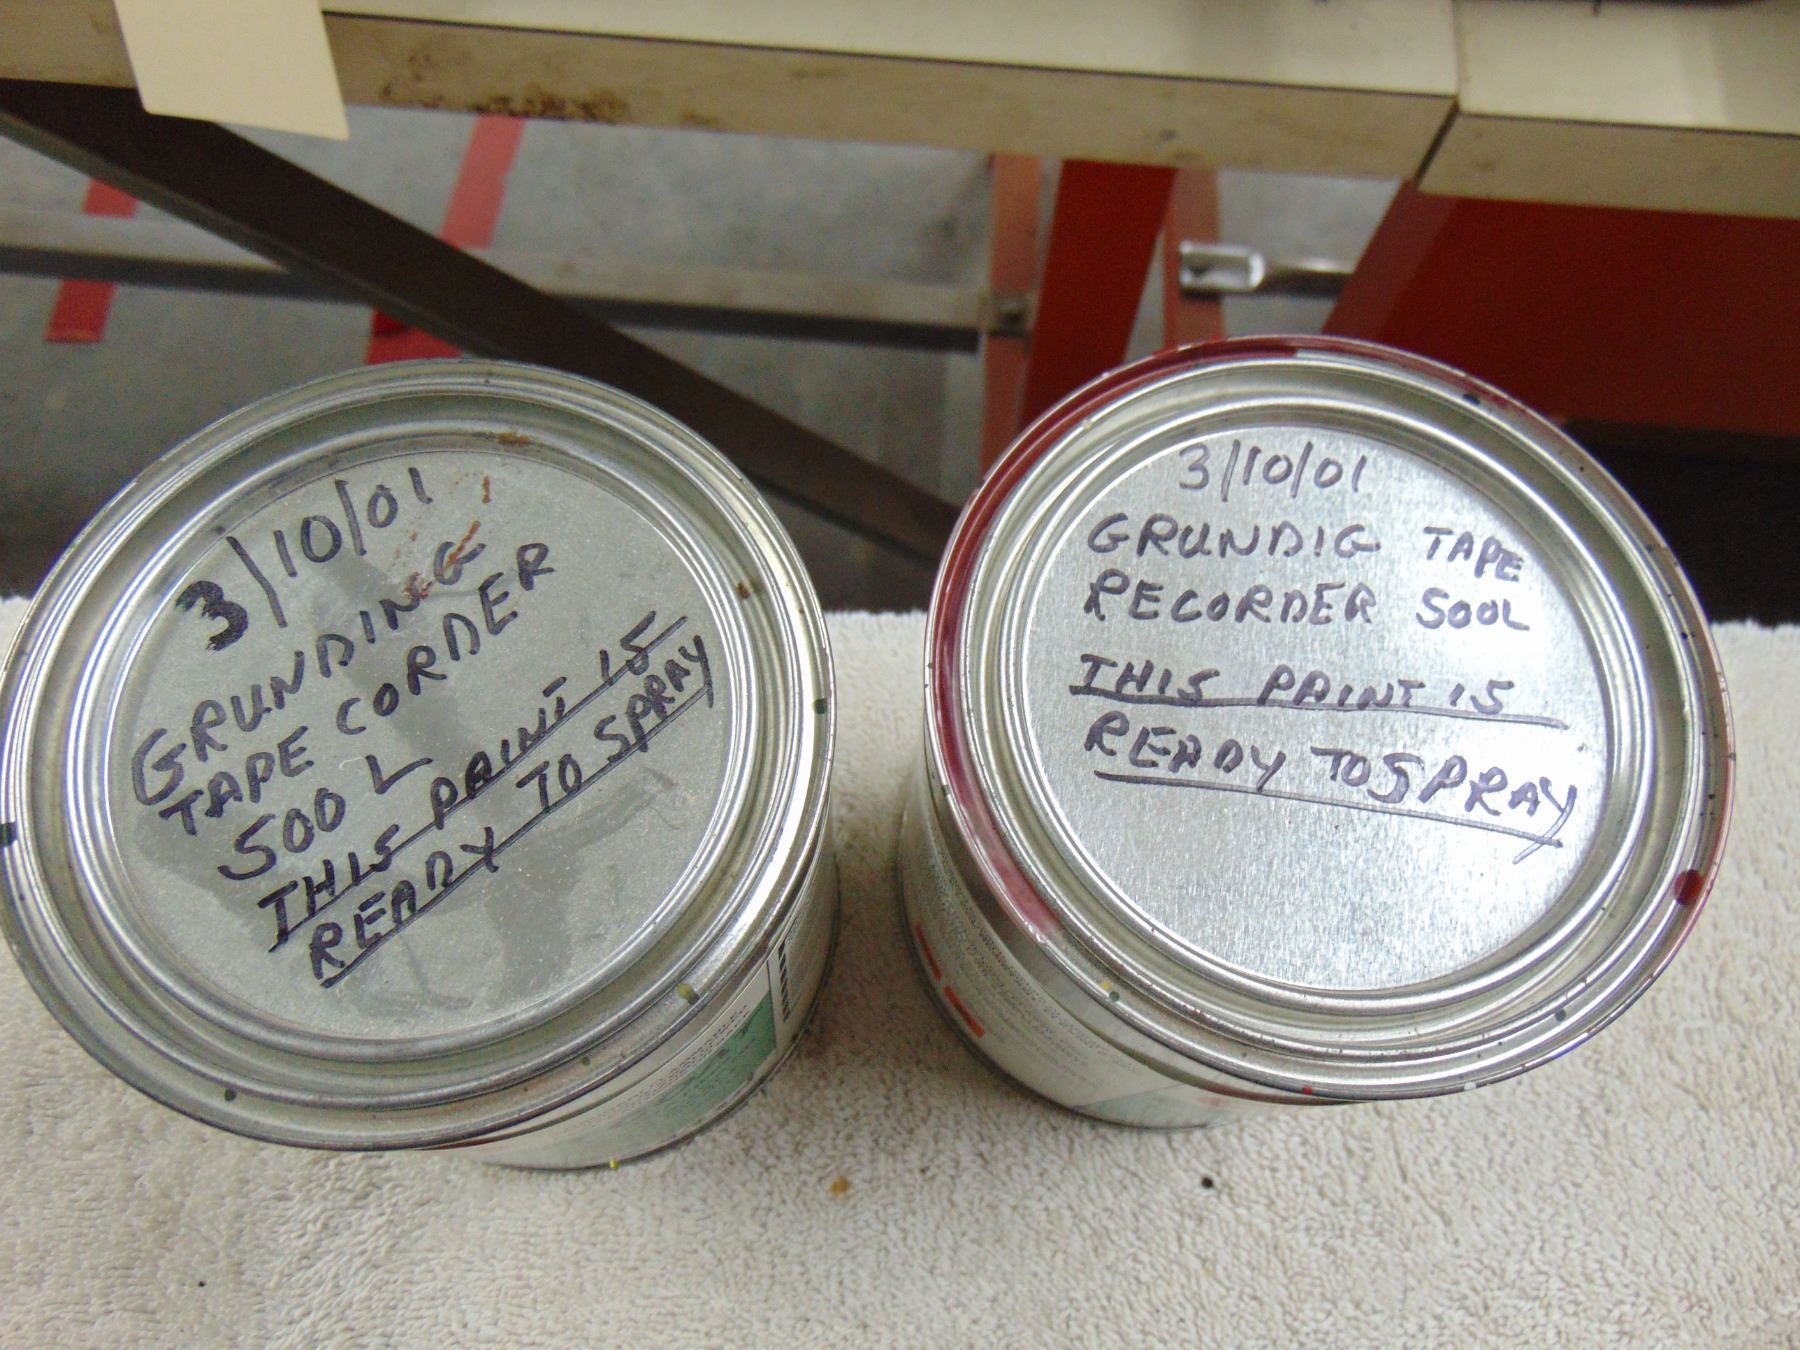 3/10/01
GRUNDING
TAPE CORDER
500 L
THIS PAINT IS
READY TO SPRAY
3/10/01
GRUNDIG TAPE
RECORDER 500L
THIS PAINT IS
READY TO SPRAY